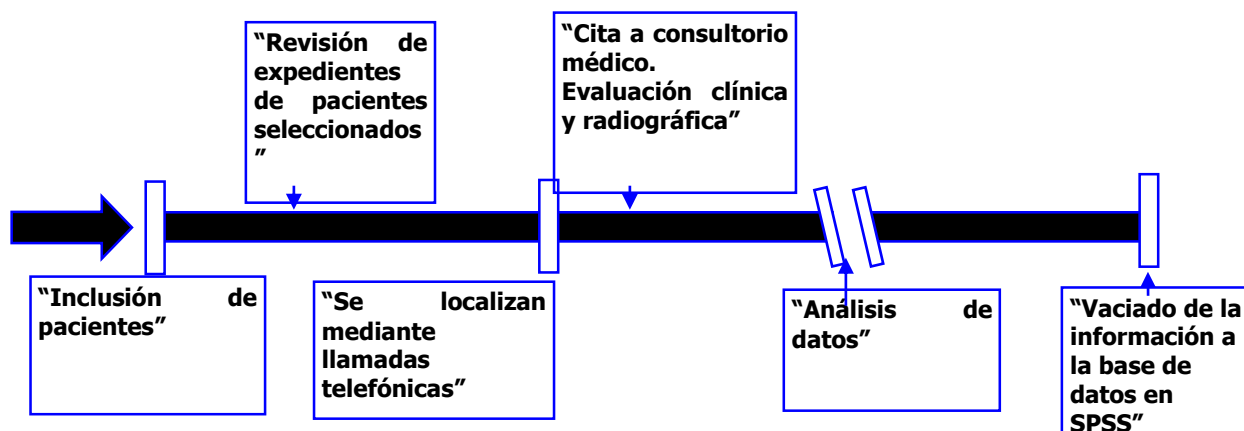 “Revisión de
expedientes
de pacientes
seleccionados
”
“Cita a consultorio
médico.
Evaluación clínica
y radiográfica”
“Inclusión de
pacientes”
“Se localizan
mediante
llamadas
telefónicas”
“Análisis de
datos”
“Vaciado de la
información a
la base de
datos en
SPSS”